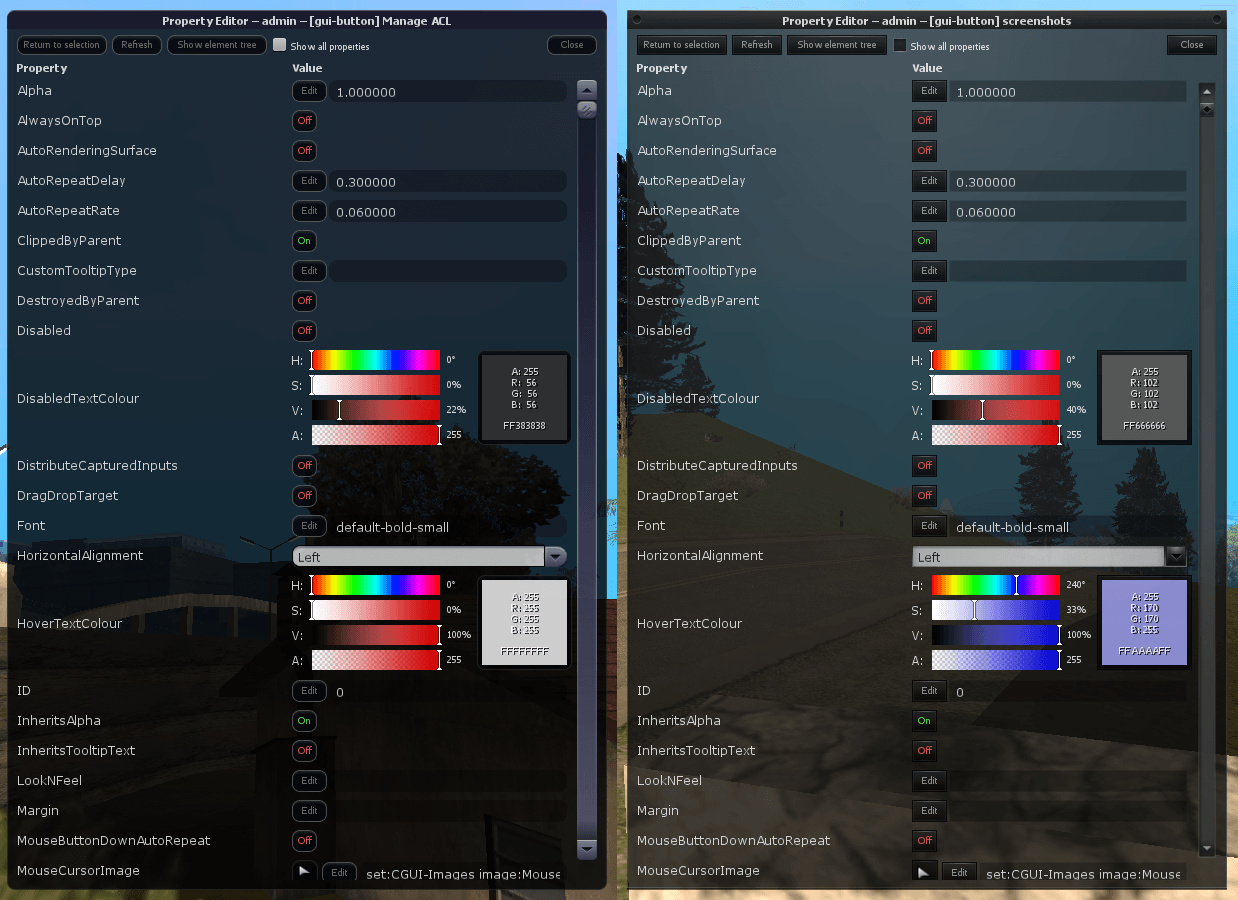 Property Editor – admin – [gui-button] Manage ACL
Return to selection Refresh Show element tree Show all properties Close
Property Value
Alpha Edit 1.000000
AlwaysOnTop Off
AutoRenderingSurface Off
AutoRepeatDelay Edit 0.300000
AutoRepeatRate Edit 0.060000
ClippedByParent On
CustomTooltipType Edit
DestroyedByParent Off
Disabled Off
DisabledTextColour
H: 0°
S: 0%
V: 22%
A: 255
A: 255
R: 56
G: 56
B: 56
FF383838
DistributeCapturedInputs Off
DragDropTarget Off
Font Edit default-bold-small
HorizontalAlignment Left
HoverTextColour
H: 0°
S: 0%
V: 100%
A: 255
A: 255
R: 255
G: 255
B: 255
FFFFFFFF
ID Edit 0
InheritsAlpha On
InheritsTooltipText Off
LookNFeel Edit
Margin Edit
MouseButtonDownAutoRepeat Off
MouseCursorImage Edit set:CGUI-Images image:Mouse
Property Editor – admin – [gui-button] screenshots
Return to selection Refresh Show element tree Show all properties Close
Property Value
Alpha Edit 1.000000
AlwaysOnTop Off
AutoRenderingSurface Off
AutoRepeatDelay Edit 0.300000
AutoRepeatRate Edit 0.060000
ClippedByParent On
CustomTooltipType Edit
DestroyedByParent Off
Disabled Off
DisabledTextColour
H: 0°
S: 0%
V: 40%
A: 255
A: 255
R: 102
G: 102
B: 102
FF666666
DistributeCapturedInputs Off
DragDropTarget Off
Font Edit default-bold-small
HorizontalAlignment Left
HoverTextColour
H: 240°
S: 33%
V: 100%
A: 255
A: 255
R: 170
G: 170
B: 255
FFAAAAFF
ID Edit 0
InheritsAlpha On
InheritsTooltipText Off
LookNFeel Edit
Margin Edit
MouseButtonDownAutoRepeat Off
MouseCursorImage Edit set:CGUI-Images image:Mouse